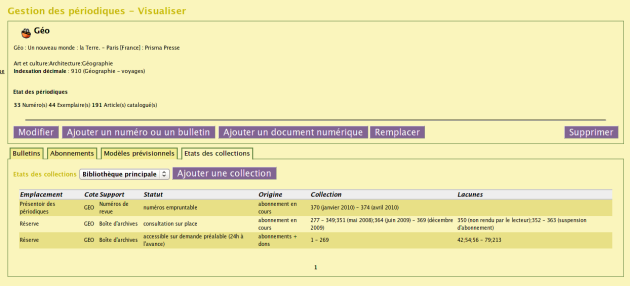 Gestion des périodiques - Visualiser
Géo
Géo : Un nouveau monde : la Terre. - Paris [France] : Prisma Presse
Art et culture:Architecture:Géographie
Indexation décimale : 910 (Géographie - voyages)
Etat des périodiques
33 Numéro(s) 44 Exemplaire(s) 191 Article(s) catalogué(s)
Modifier Ajouter un numéro ou un bulletin Ajouter un document numérique Remplacer Supprimer
Bulletins Abonnements Modèles prévisionnels Etats des collections
Etats des collections Bibliothèque principale Ajouter une collection
Emplacement Cote Support Statut Origine Collection Lacunes
Présentoir des périodiques GEO Numéros de revue numéros empruntable abonnement en cours 370 (janvier 2010) - 374 (avril 2010)
Réserve GEO Boîte d'archives consultation sur place abonnement en cours 277 - 349;351 (mai 2008);364 (juin 2009) - 369 (décembre 2009) 350 (non rendu par le lecteur);352 - 363 (suspension d'abonnement)
Réserve GEO Boîte d'archives accessible sur demande préalable (24h à l'avance) abonnements + dons 1 - 269 42;54;56 - 79;213
1